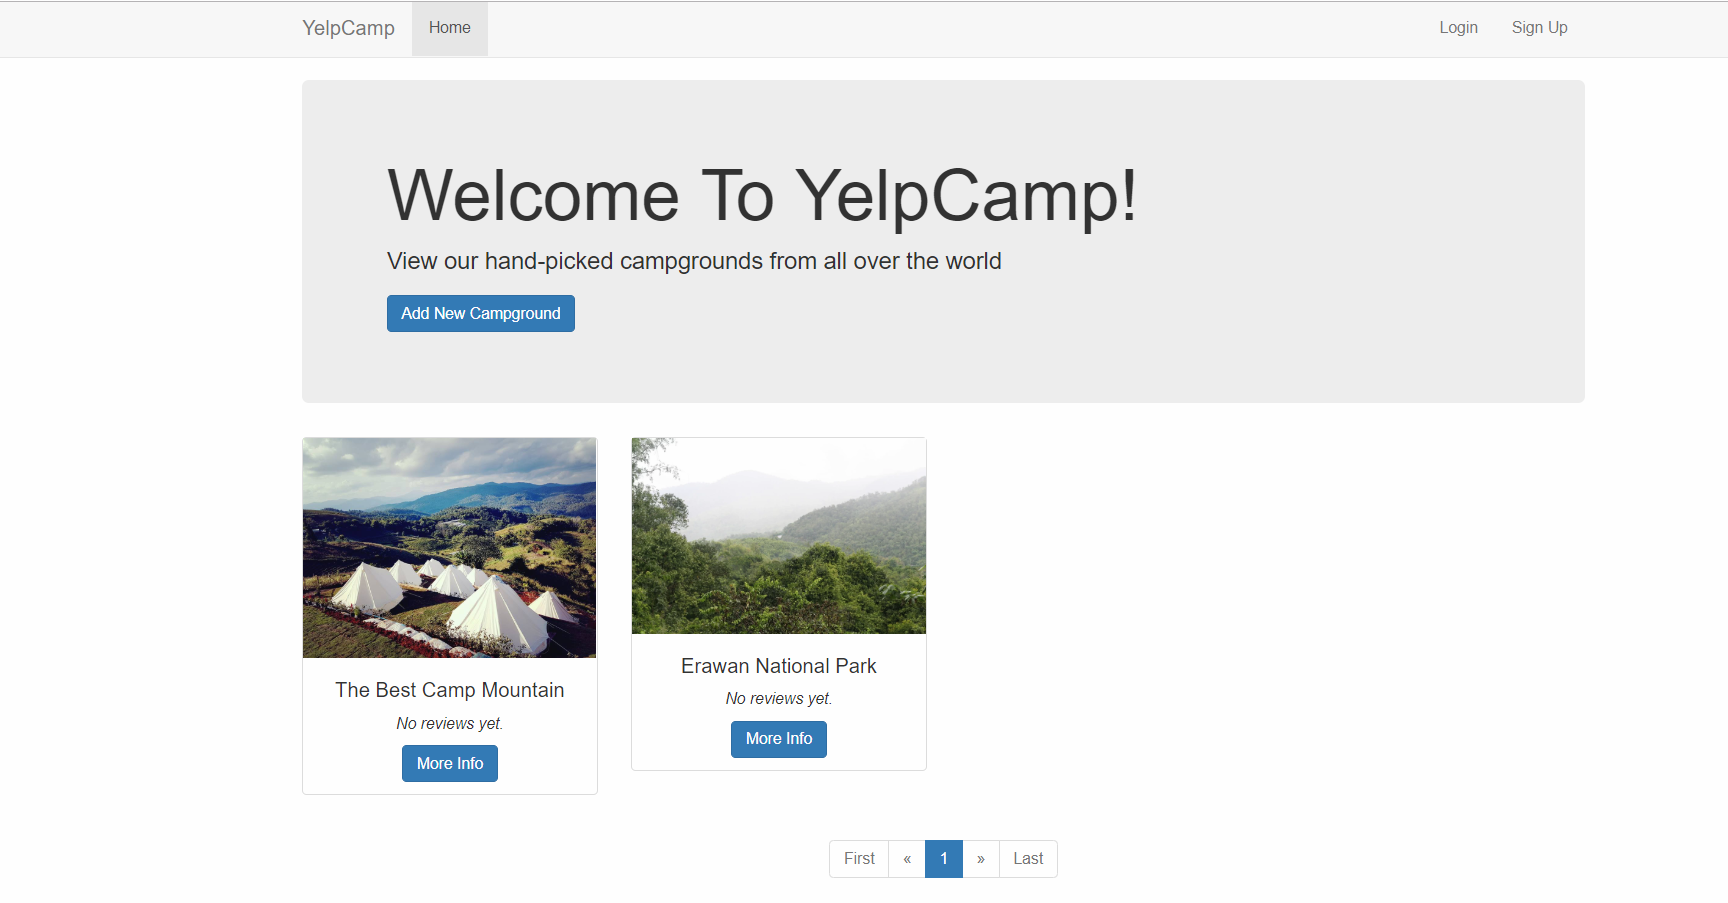 YelpCamp Home Login Sign Up
Welcome To YelpCamp!
View our hand-picked campgrounds from all over the world
Add New Campground
The Best Camp Mountain
No reviews yet.
More Info
Erawan National Park
No reviews yet.
More Info
First « 1 » Last